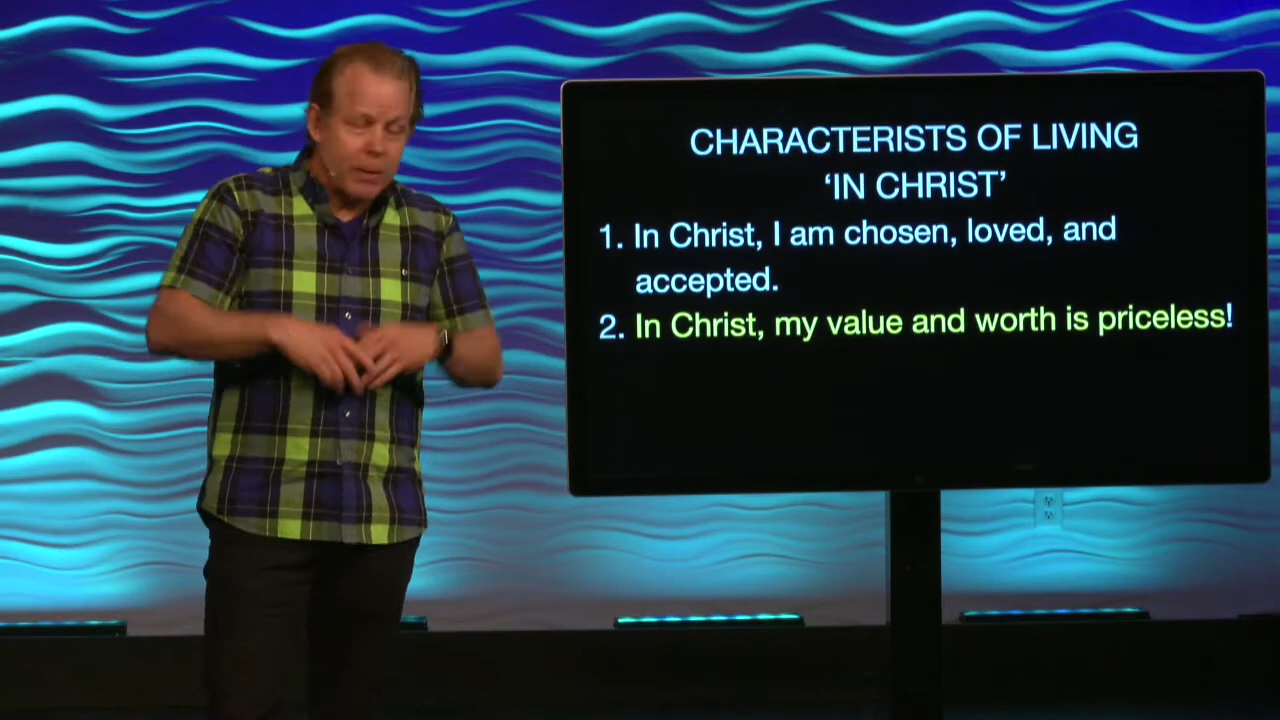 CHARACTERISTS OF LIVING
‘IN CHRIST’
1. In Christ, I am chosen, loved, and
accepted.
2. In Christ, my value and worth is priceless!